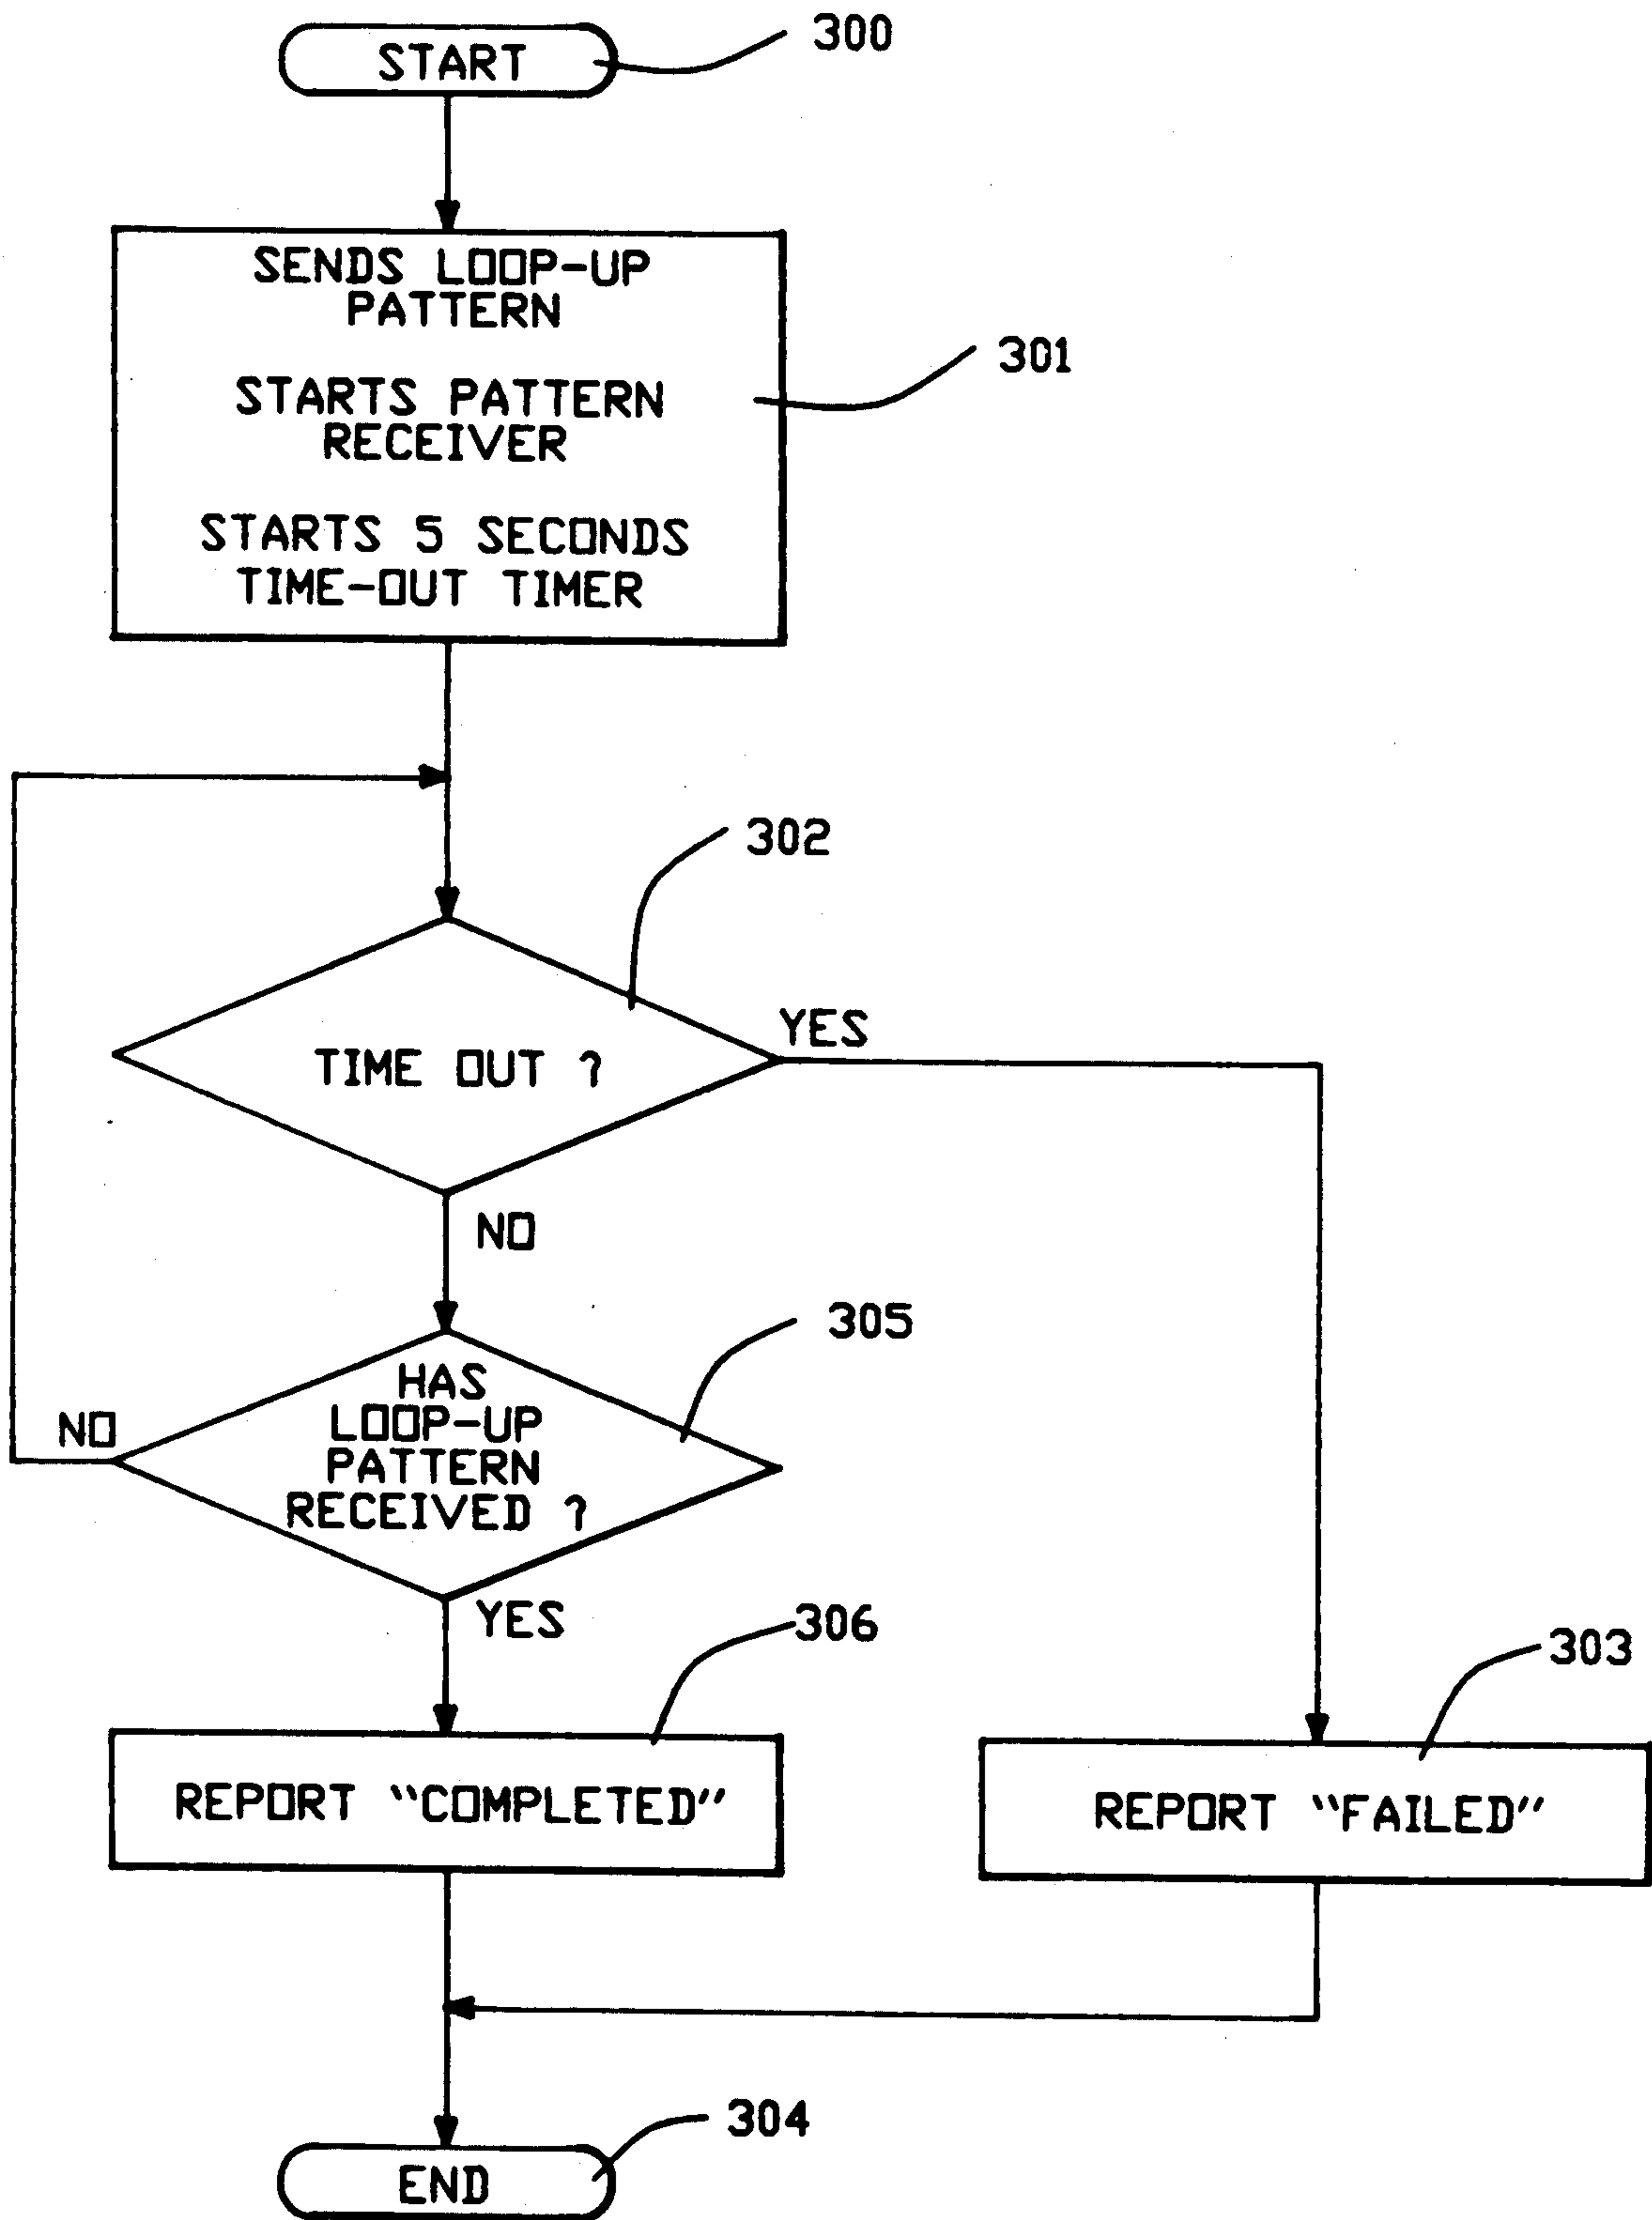 START
300
SENDS LOOP-UP
PATTERN
STARTS PATTERN
RECEIVER
301
STARTS 5 SECONDS
TIME-OUT TIMER
302
TIME OUT ?
YES
NO
305
HAS
LOOP-UP
PATTERN
RECEIVED ?
NO
YES
306
303
REPORT "COMPLETED"
REPORT "FAILED"
304
END